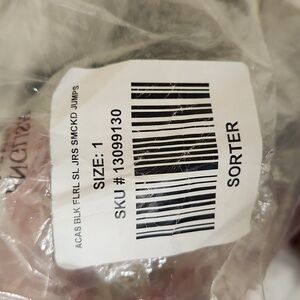 ACAS BLK FLRL SL JRS SMCKD JUMPS
SIZE: 1
SKU # 13099130
SORTER